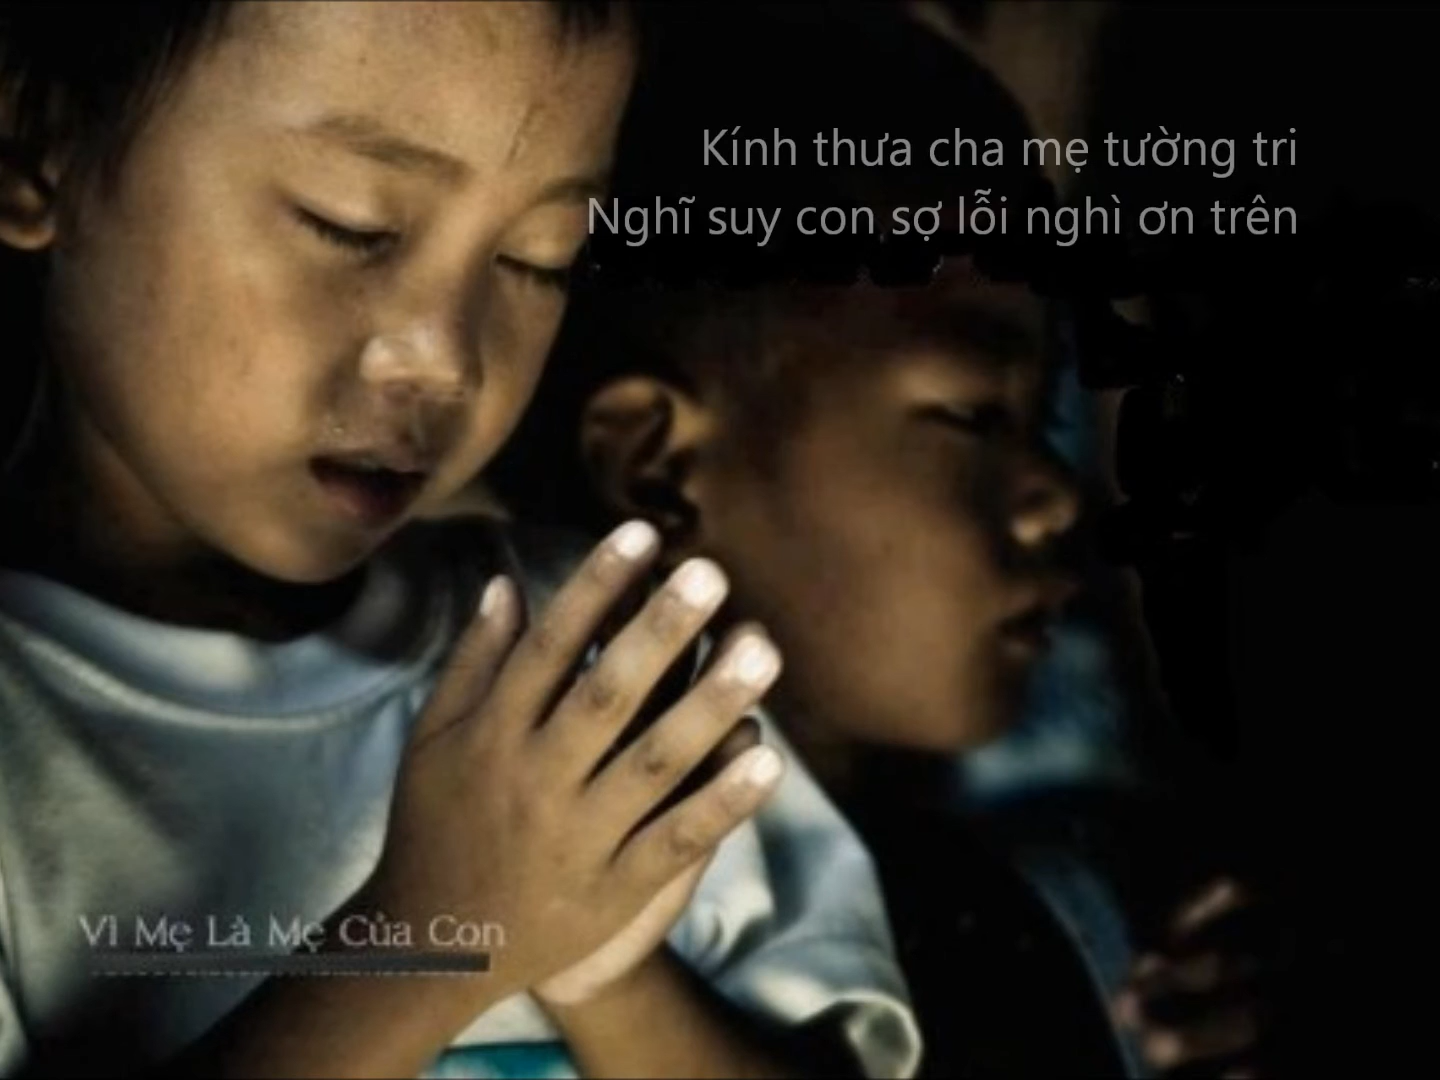 Kính thưa cha mẹ tường tri
Nghĩ suy con sợ lỗi nghì ơn trên
Vì Mẹ Là Mẹ Của Con